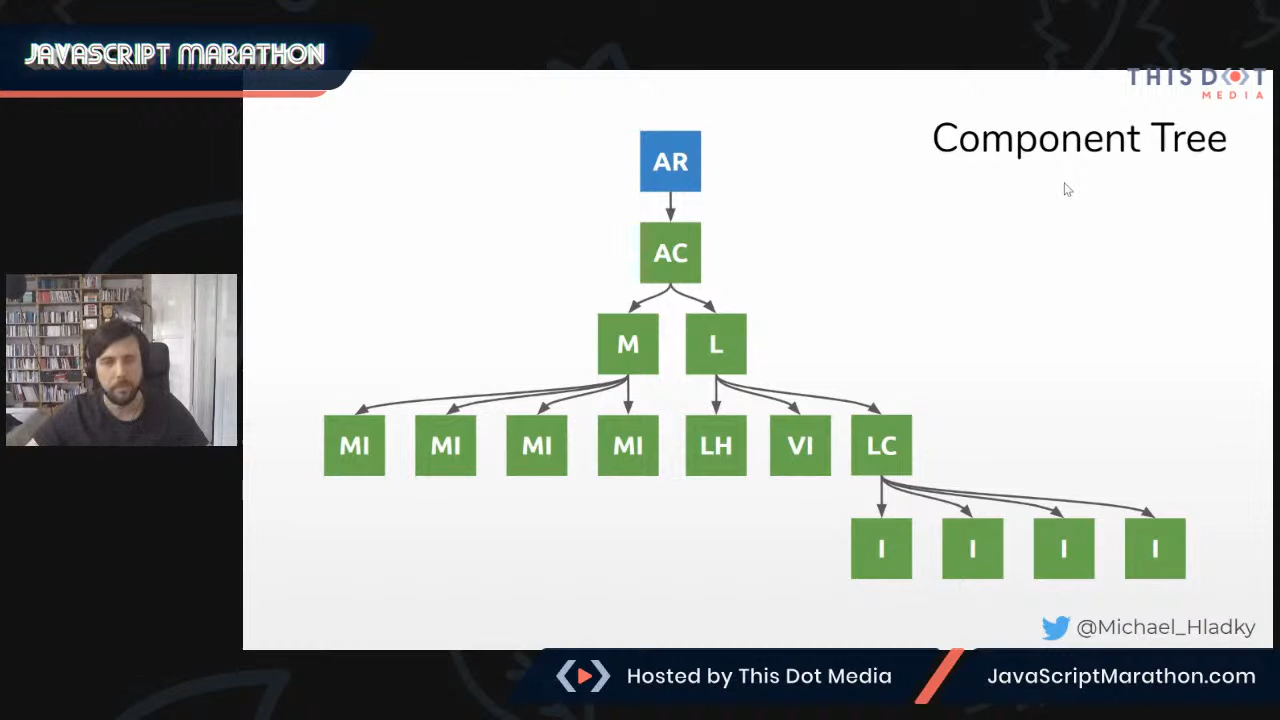 JAVASCRIPT MARATHON
THIS DOT
MEDIA
Component Tree
AR
AC
M L
MI MI MI MI LH VI LC
I I I I
@Michael_Hladky
Hosted by This Dot Media
JavaScriptMarathon.com